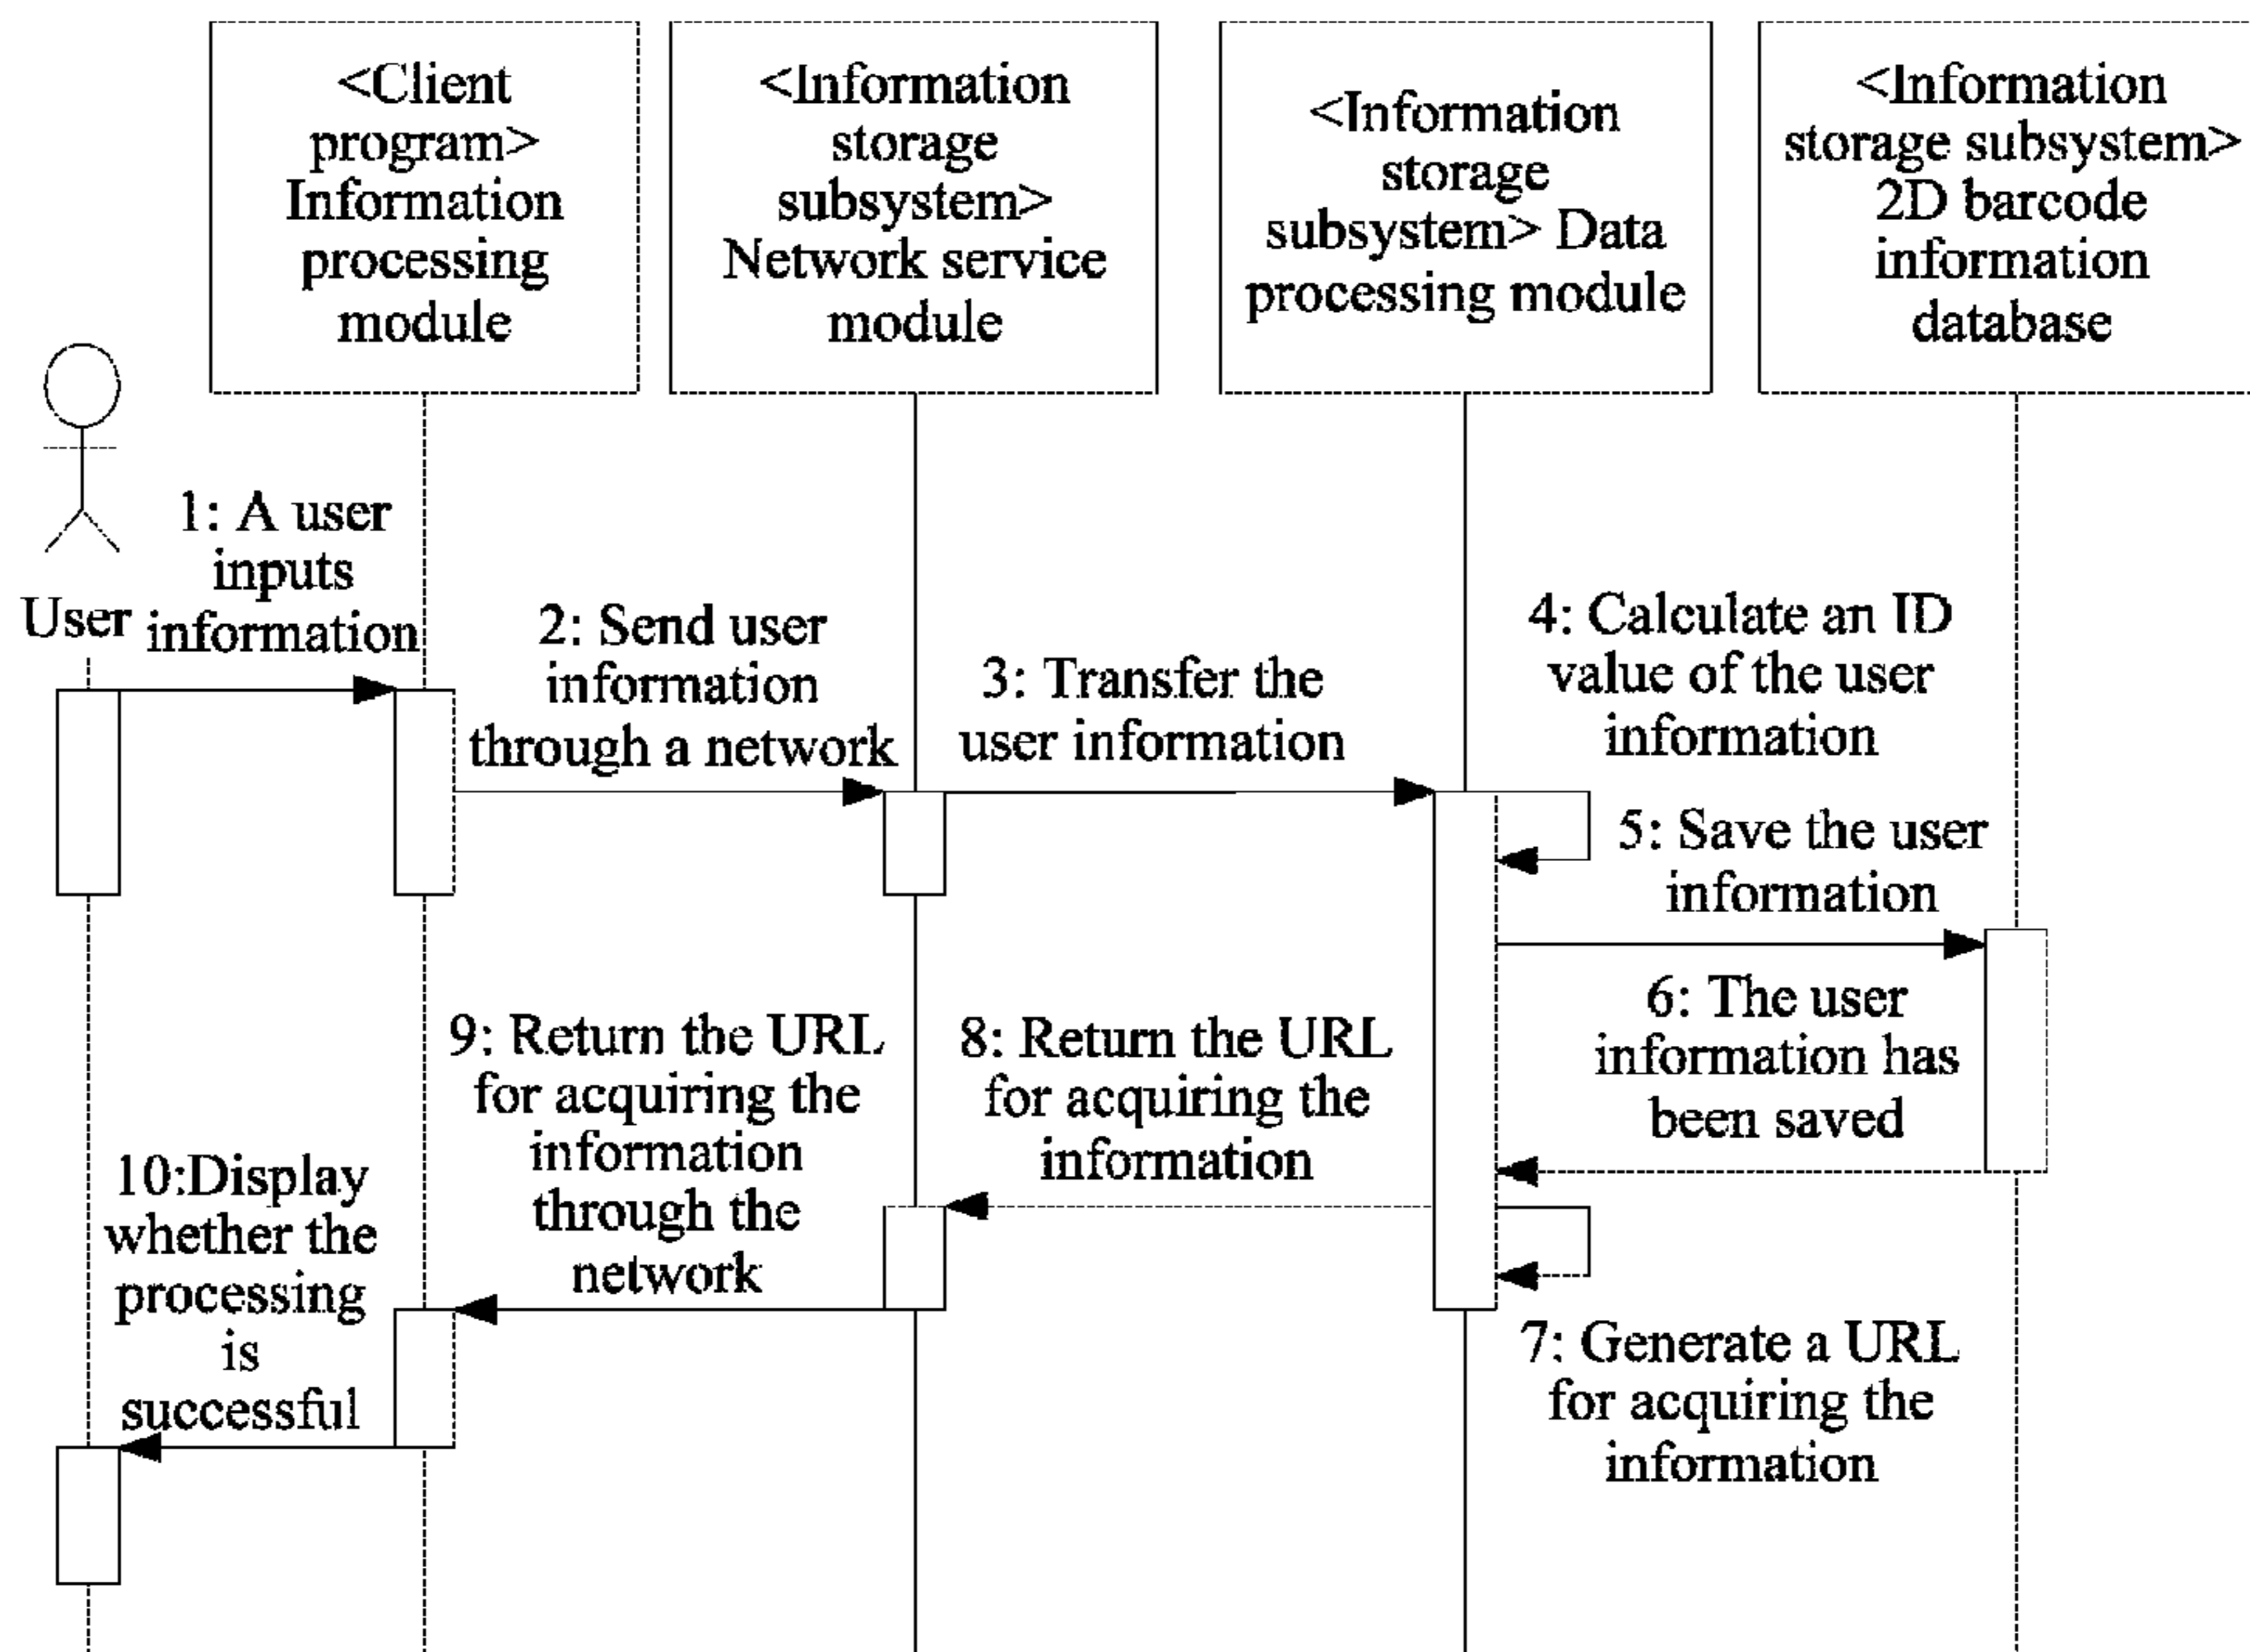 <Client
program>
Information
processing
module
<Information
storage
subsystem>
Network service
module
<Information
storage
subsystem> Data
processing module
<Information
storage subsystem>
2D barcode
information
database
User
1: A user
inputs
information
2: Send user
information
through a network
3: Transfer the
user information
4: Calculate an ID
value of the user
information
5: Save the user
information
6: The user
information has
been saved
7: Generate a URL
for acquiring the
information
8: Return the URL
for acquiring the
information
9: Return the URL
for acquiring the
information
through the
network
10:Display
whether the
processing
is
successful